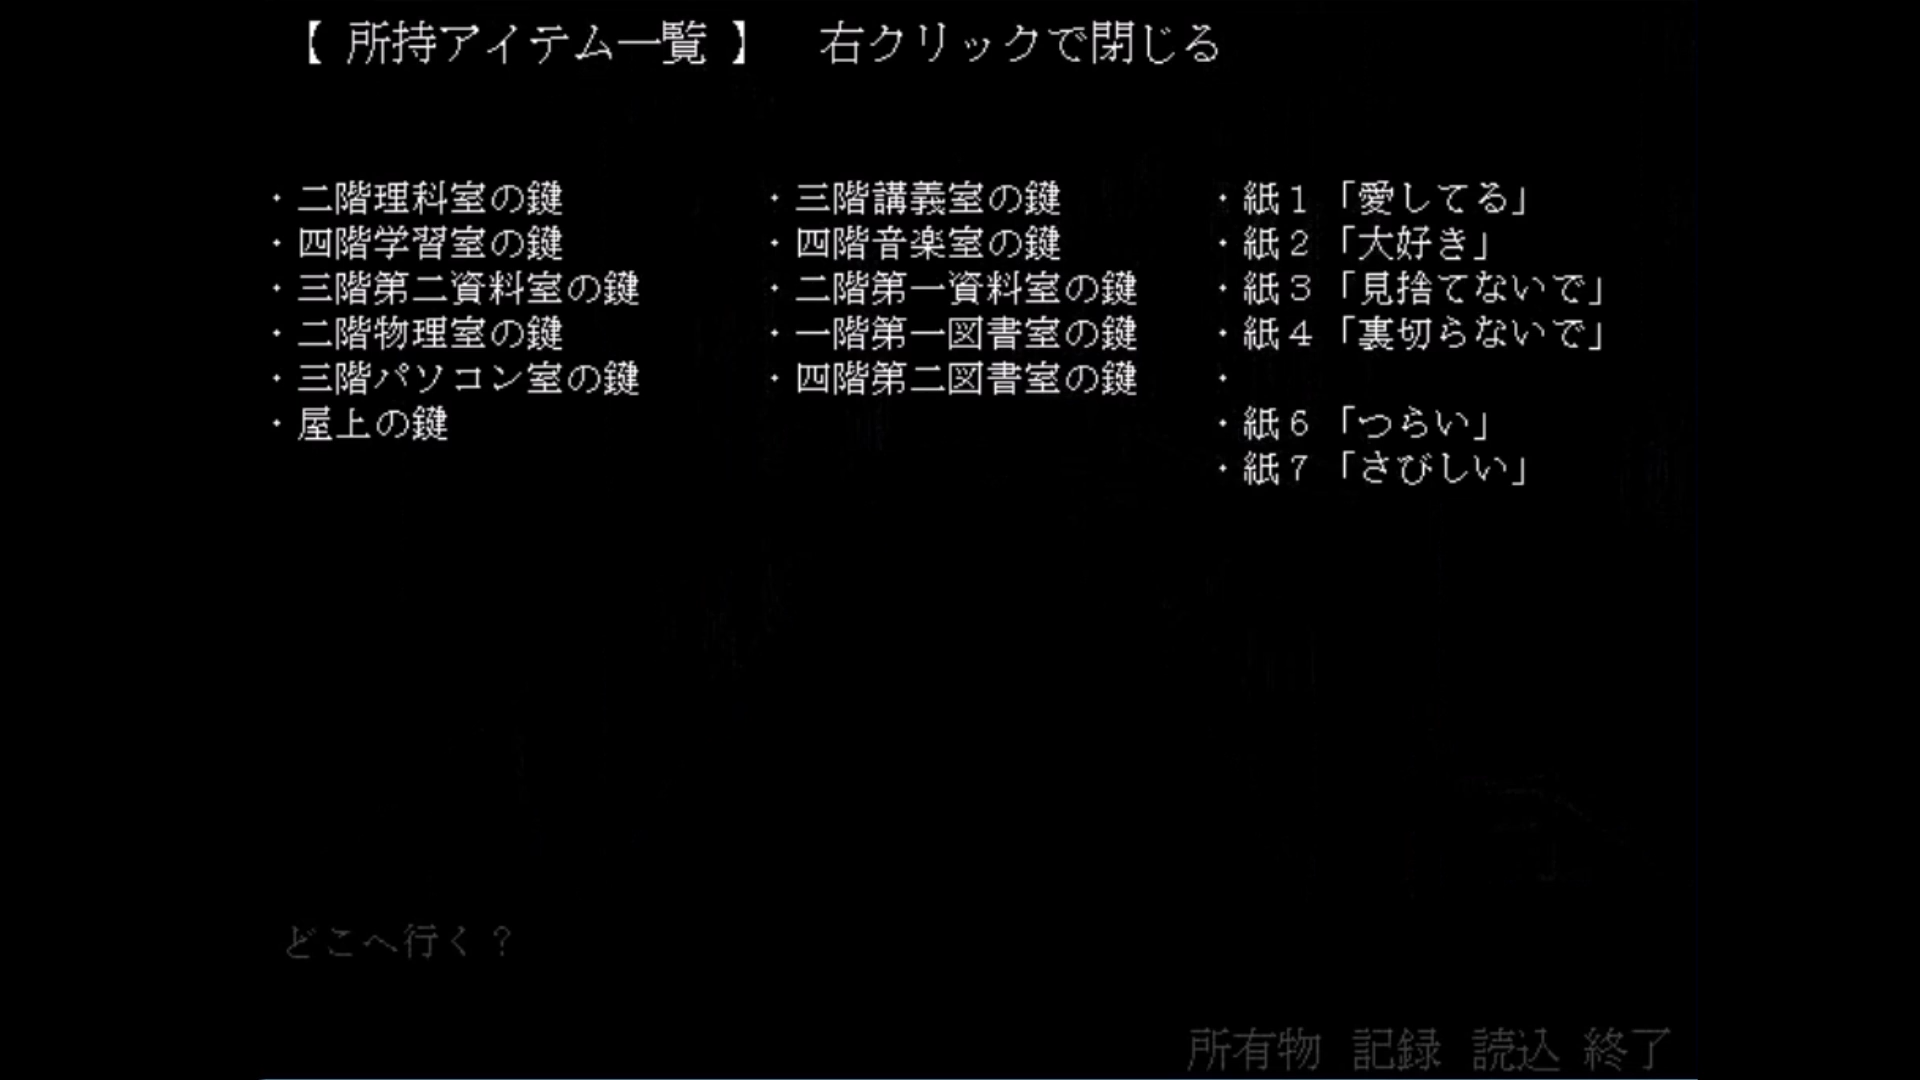 【 所持アイテム一覧 】　右クリックで閉じる
・二階理科室の鍵
・四階学習室の鍵
・三階第二資料室の鍵
・二階物理室の鍵
・三階パソコン室の鍵
・屋上の鍵
・三階講義室の鍵
・四階音楽室の鍵
・二階第一資料室の鍵
・一階第一図書室の鍵
・四階第二図書室の鍵
・紙１「愛してる」
・紙２「大好き」
・紙３「見捨てないで」
・紙４「裏切らないで」
・
・紙６「つらい」
・紙７「さびしい」
どこへ行く？
所有物 記録 読込 終了